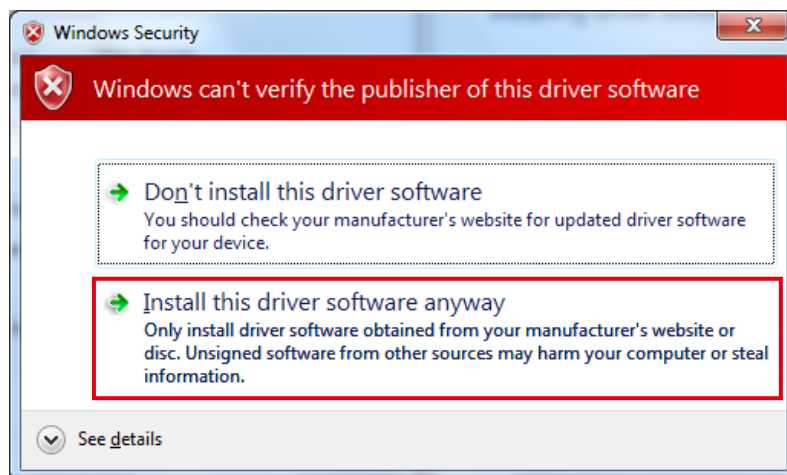 Windows Security
Windows can't verify the publisher of this driver software
Don't install this driver software
You should check your manufacturer's website for updated driver software
for your device.
Install this driver software anyway
Only install driver software obtained from your manufacturer's website or
disc. Unsigned software from other sources may harm your computer or steal
information.
See details